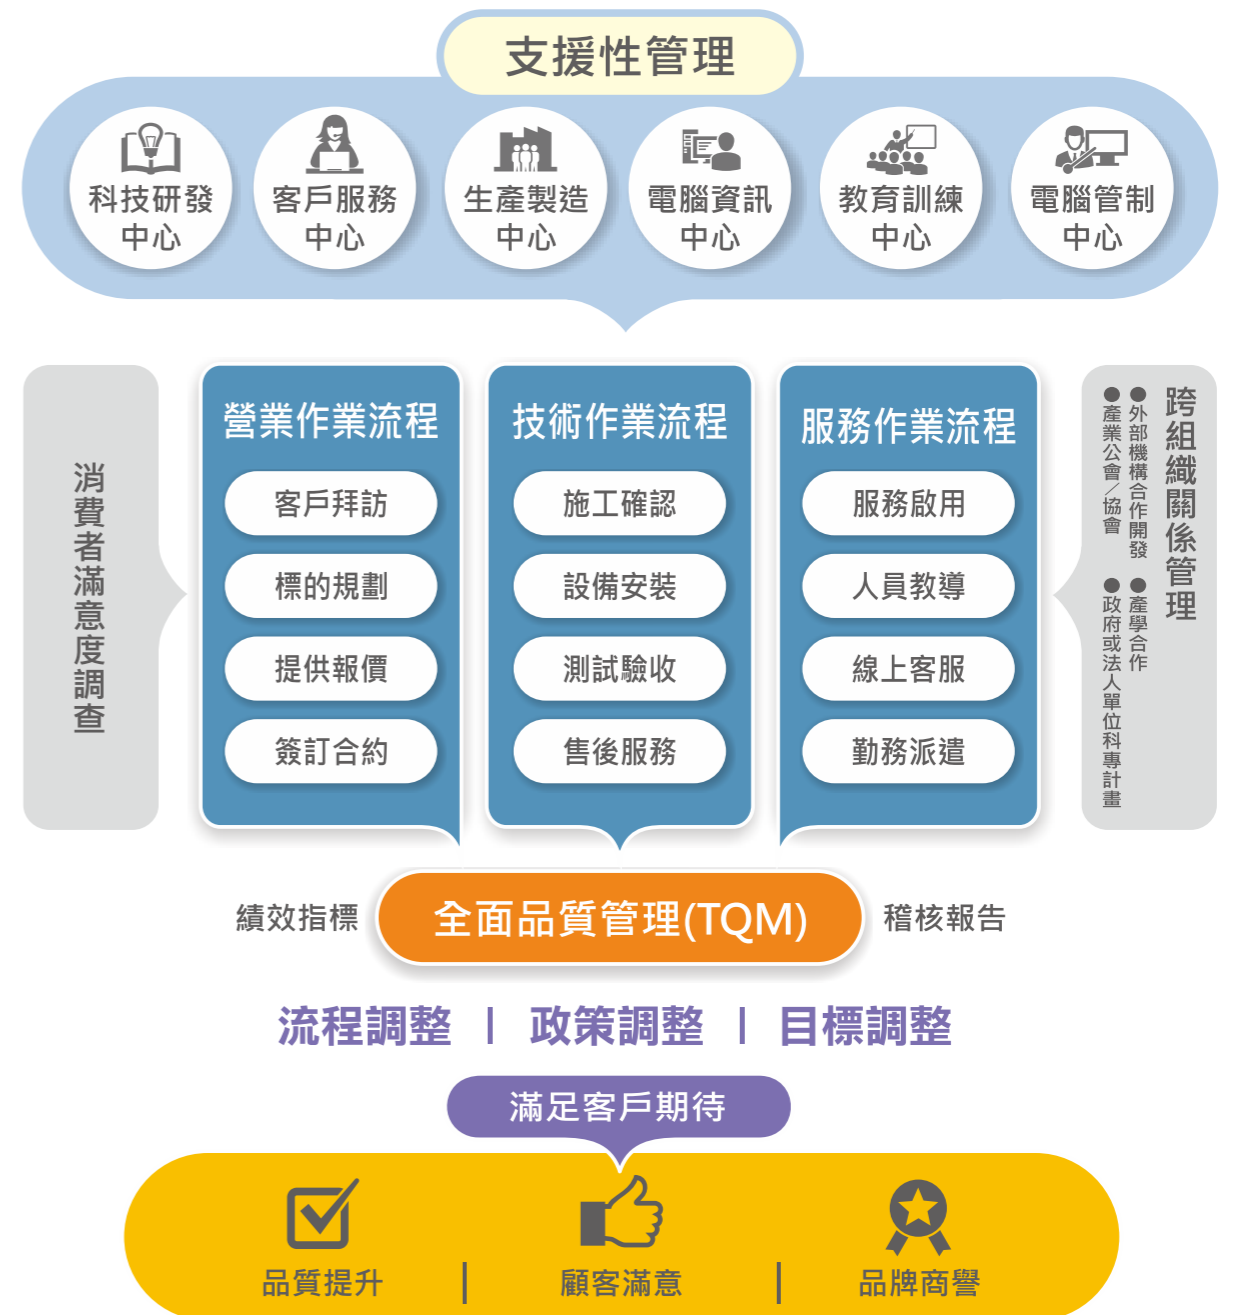 支援性管理
科技研發
中心
客戶服務
中心
生產製造
中心
電腦資訊
中心
教育訓練
中心
電腦管制
中心
消費者滿意度調查
營業作業流程
客戶拜訪
標的規劃
提供報價
簽訂合約
技術作業流程
施工確認
設備安裝
測試驗收
售後服務
服務作業流程
服務啟用
人員教導
線上客服
勤務派遣
跨組織關係管理
●外部機構合作開發 ●產學合作
●產業公會／協會 ●政府或法人單位科專計畫
績效指標
全面品質管理(TQM)
稽核報告
流程調整 | 政策調整 | 目標調整
滿足客戶期待
品質提升 | 顧客滿意 | 品牌商譽